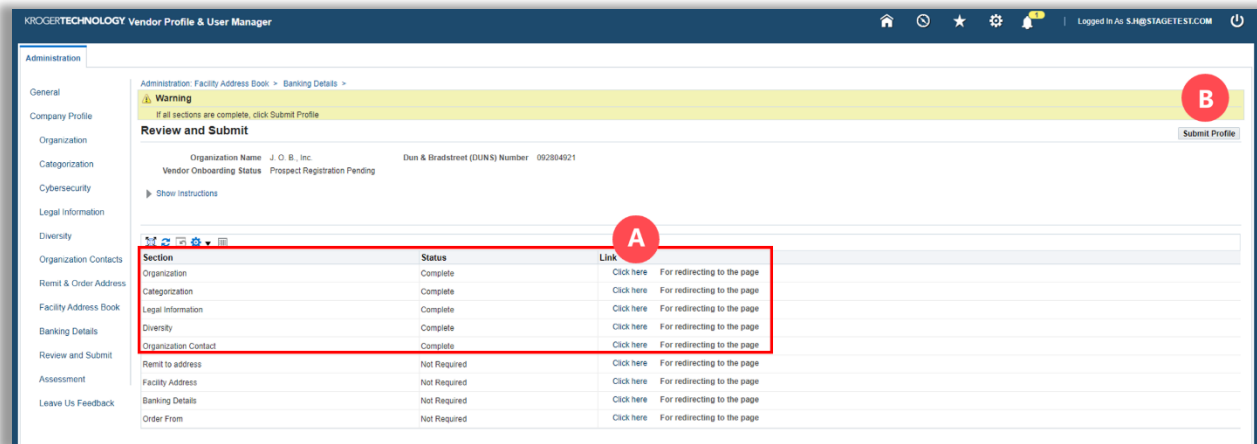 KROGERTECHNOLOGY Vendor Profile & User Manager
1
Logged In As S.H@STAGETEST.COM
Administration
General
Company Profile
Organization
Categorization
Cybersecurity
Legal Information
Diversity
Organization Contacts
Remit & Order Address
Facility Address Book
Banking Details
Review and Submit
Assessment
Leave Us Feedback
Administration: Facility Address Book > Banking Details >
Warning
If all sections are complete, click Submit Profile
B
Review and Submit
Submit Profile
Organization Name J. O. B., Inc. Dun & Bradstreet (DUNS) Number 092804921
Vendor Onboarding Status Prospect Registration Pending
Show Instructions
A
Section Status Link
Organization Complete Click here For redirecting to the page
Categorization Complete Click here For redirecting to the page
Legal Information Complete Click here For redirecting to the page
Diversity Complete Click here For redirecting to the page
Organization Contact Complete Click here For redirecting to the page
Remit to address Not Required Click here For redirecting to the page
Facility Address Not Required Click here For redirecting to the page
Banking Details Not Required Click here For redirecting to the page
Order From Not Required Click here For redirecting to the page